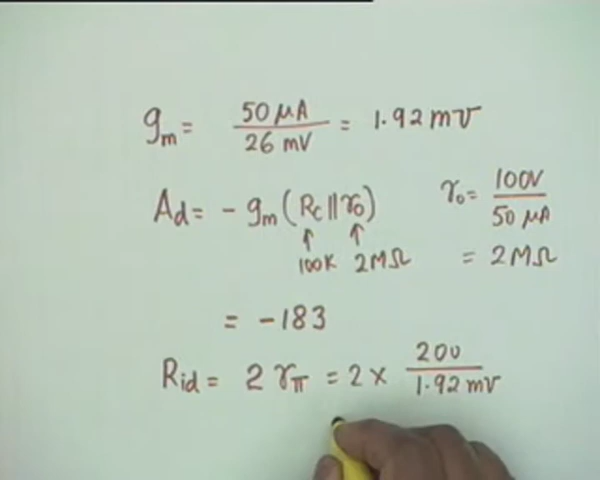 gm = 50 μA / 26 mV = 1.92 m℧
Ad = - gm (Rc || ro) ro = 100V / 50 μA
↑ ↑
100K 2MΩ = 2MΩ
= -183
Rid = 2 rπ = 2 × 200 / 1.92 m℧